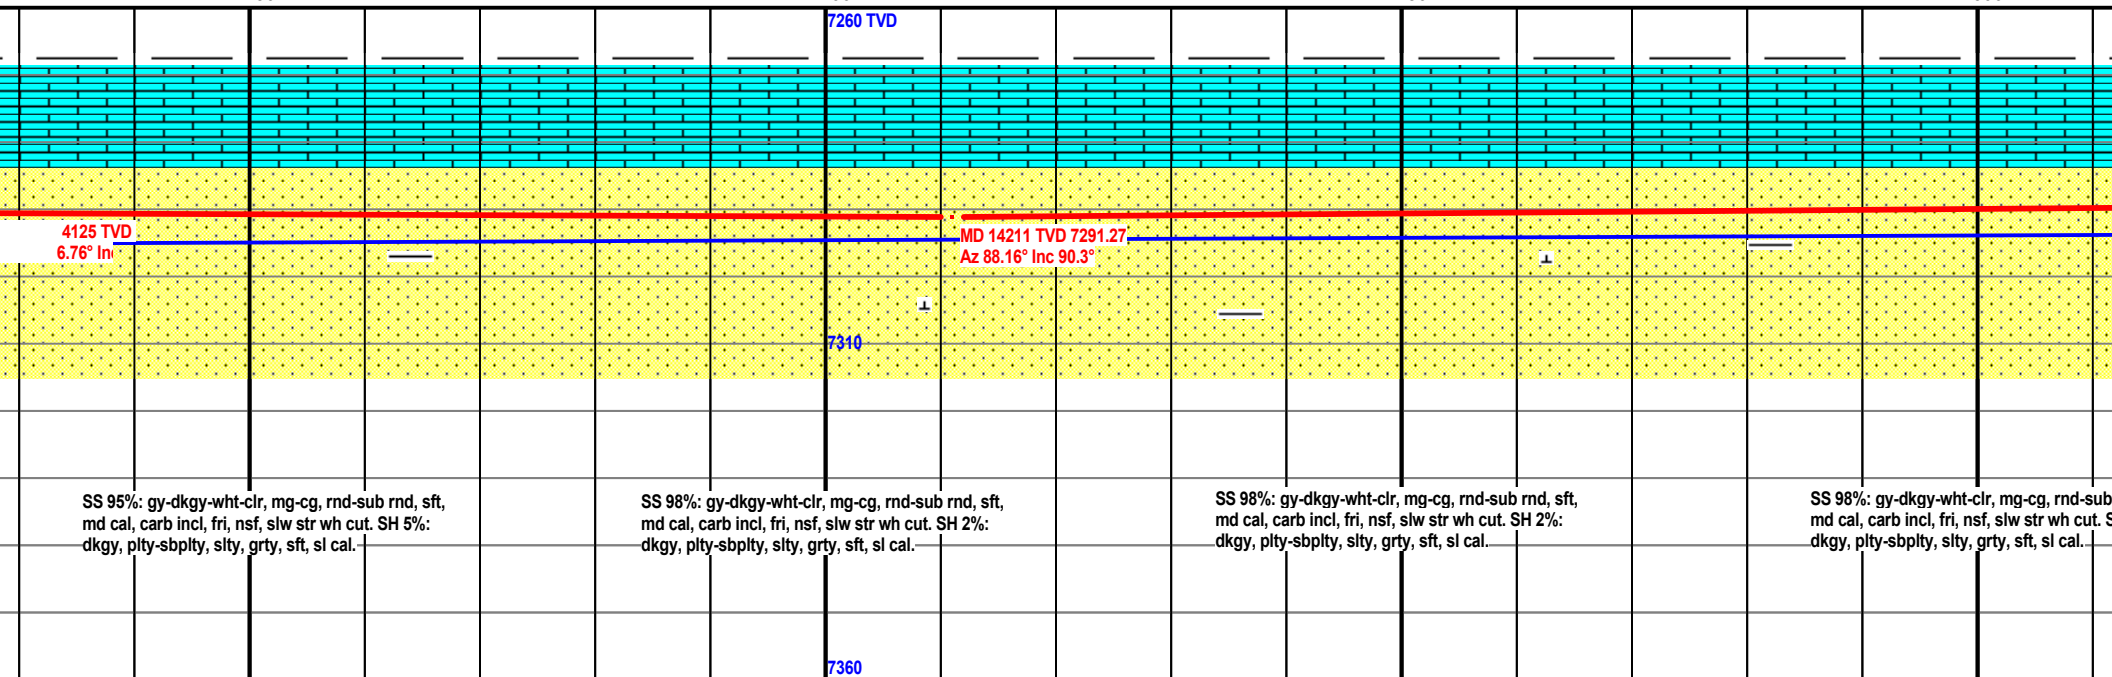 7260 TVD
4125 TVD
6.76° In
MD 14211 TVD 7291.27
Az 88.16° Inc 90.3°
7310
SS 95%: gy-dkgy-wht-clr, mg-cg, rnd-sub rnd, sft,
md cal, carb incl, fri, nsf, slw str wh cut. SH 5%:
dkgy, plty-sbplty, slty, grty, sft, sl cal.
SS 98%: gy-dkgy-wht-clr, mg-cg, rnd-sub rnd, sft,
md cal, carb incl, fri, nsf, slw str wh cut. SH 2%:
dkgy, plty-sbplty, slty, grty, sft, sl cal.
SS 98%: gy-dkgy-wht-clr, mg-cg, rnd-sub rnd, sft,
md cal, carb incl, fri, nsf, slw str wh cut. SH 2%:
dkgy, plty-sbplty, slty, grty, sft, sl cal.
SS 98%: gy-dkgy-wht-clr, mg-cg, rnd-sub
md cal, carb incl, fri, nsf, slw str wh cut. S
dkgy, plty-sbplty, slty, grty, sft, sl cal.
7360